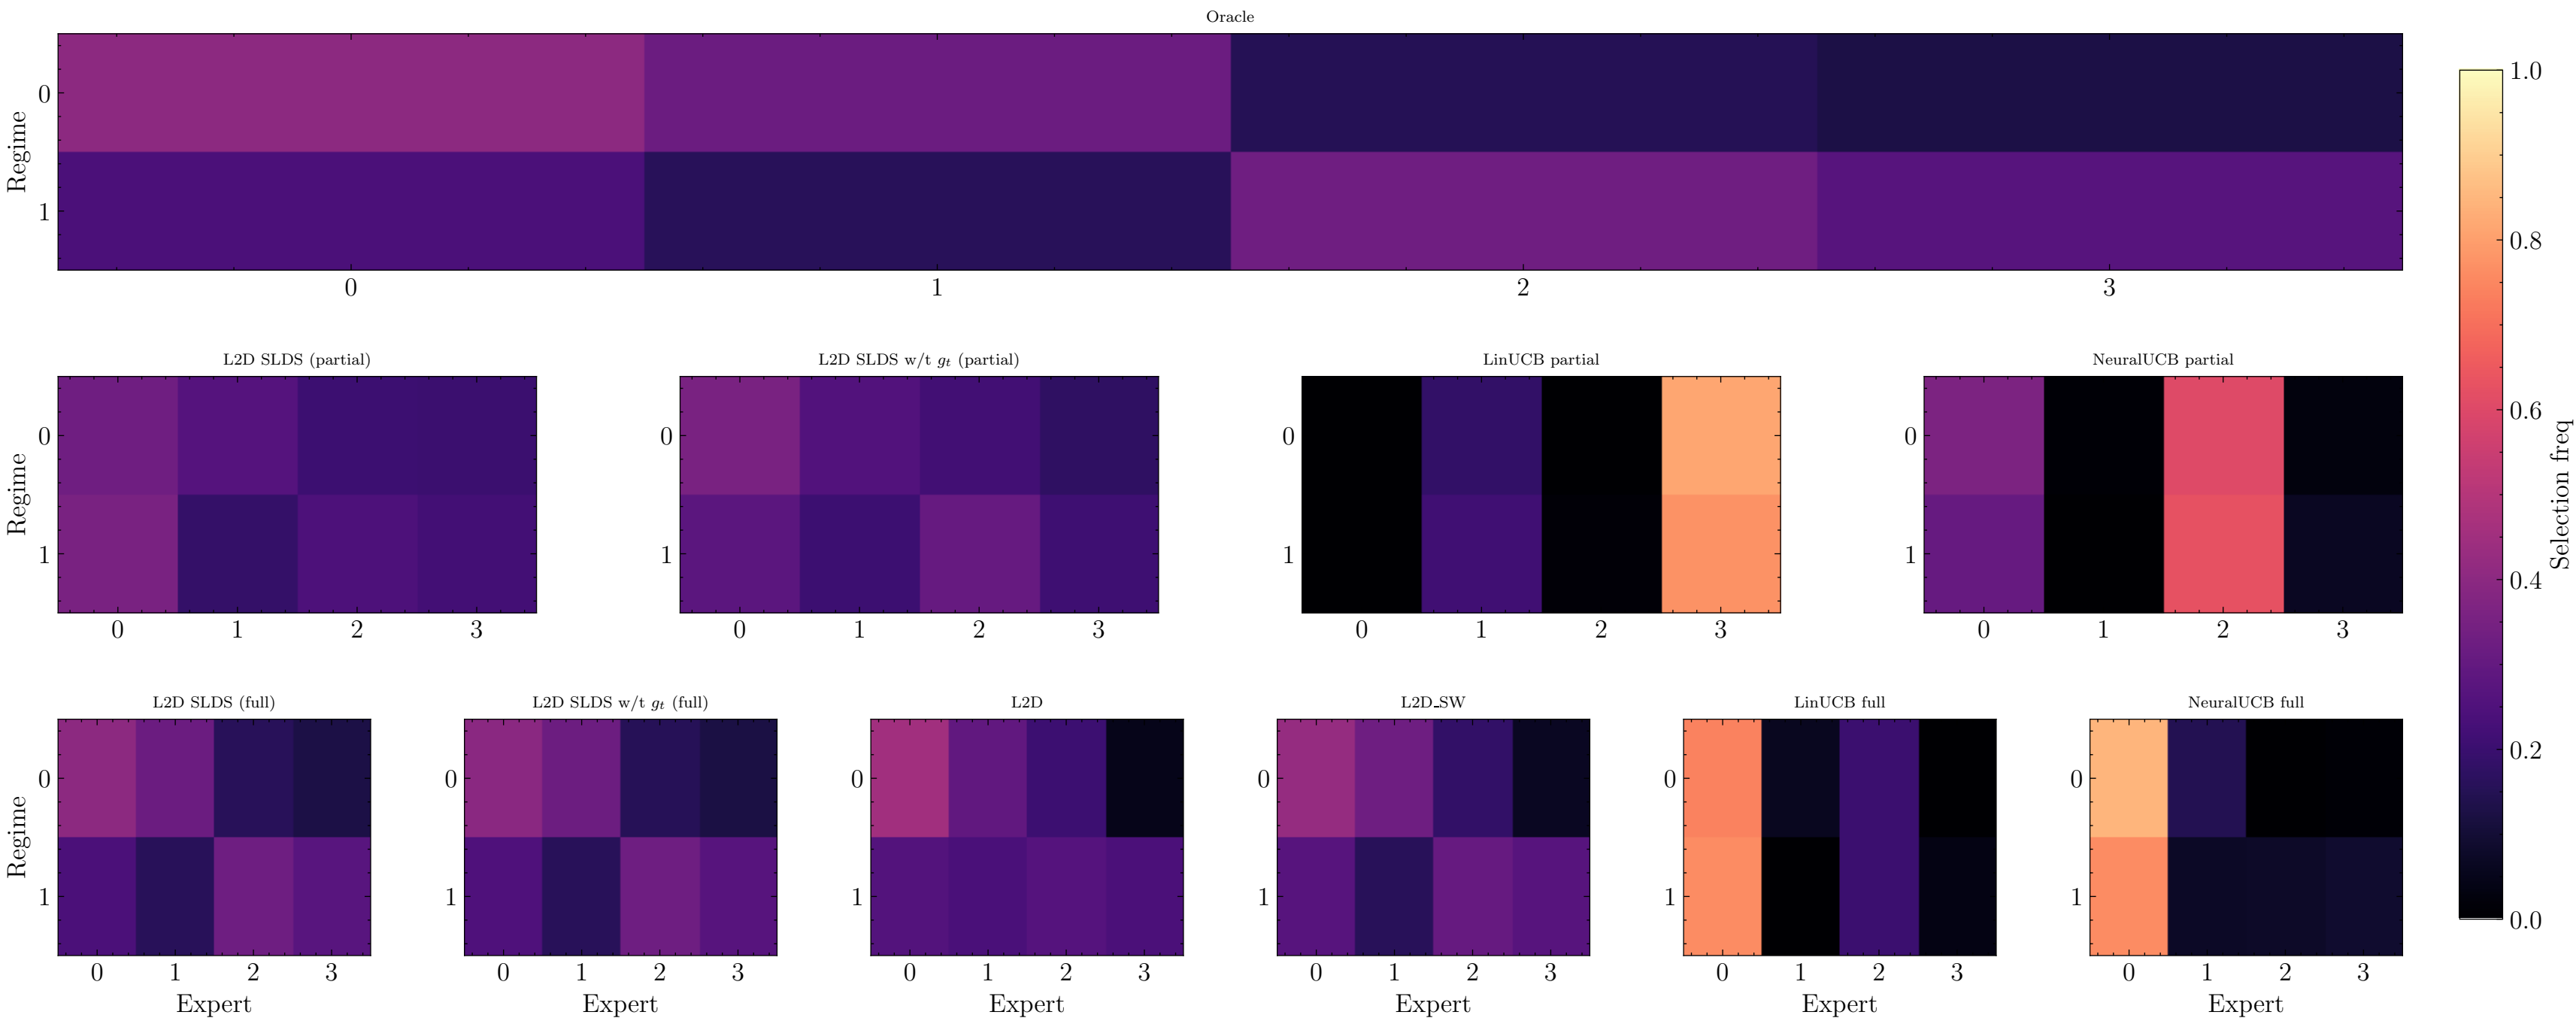 Oracle
Regime
0
1
0 1 2 3
L2D SLDS (partial) L2D SLDS w/t gₜ (partial) LinUCB partial NeuralUCB partial
Regime
0 0 0 0
1 1 1 1
0 1 2 3 0 1 2 3 0 1 2 3 0 1 2 3
L2D SLDS (full) L2D SLDS w/t gₜ (full) L2D L2D_SW LinUCB full NeuralUCB full
Regime
0 0 0 0 0 0
1 1 1 1 1 1
0 1 2 3 0 1 2 3 0 1 2 3 0 1 2 3 0 1 2 3 0 1 2 3
Expert Expert Expert Expert Expert Expert
1.0
0.8
0.6
0.4
0.2
0.0
Selection freq